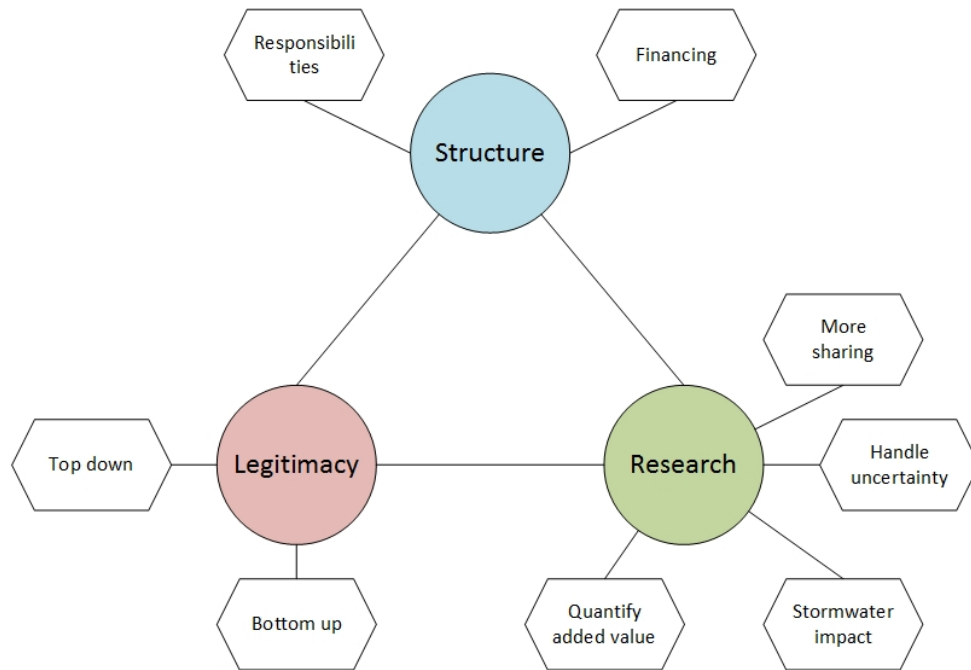 Responsibili
ties
Financing
Structure
More
sharing
Top down
Legitimacy
Research
Handle
uncertainty
Bottom up
Quantify
added value
Stormwater
impact